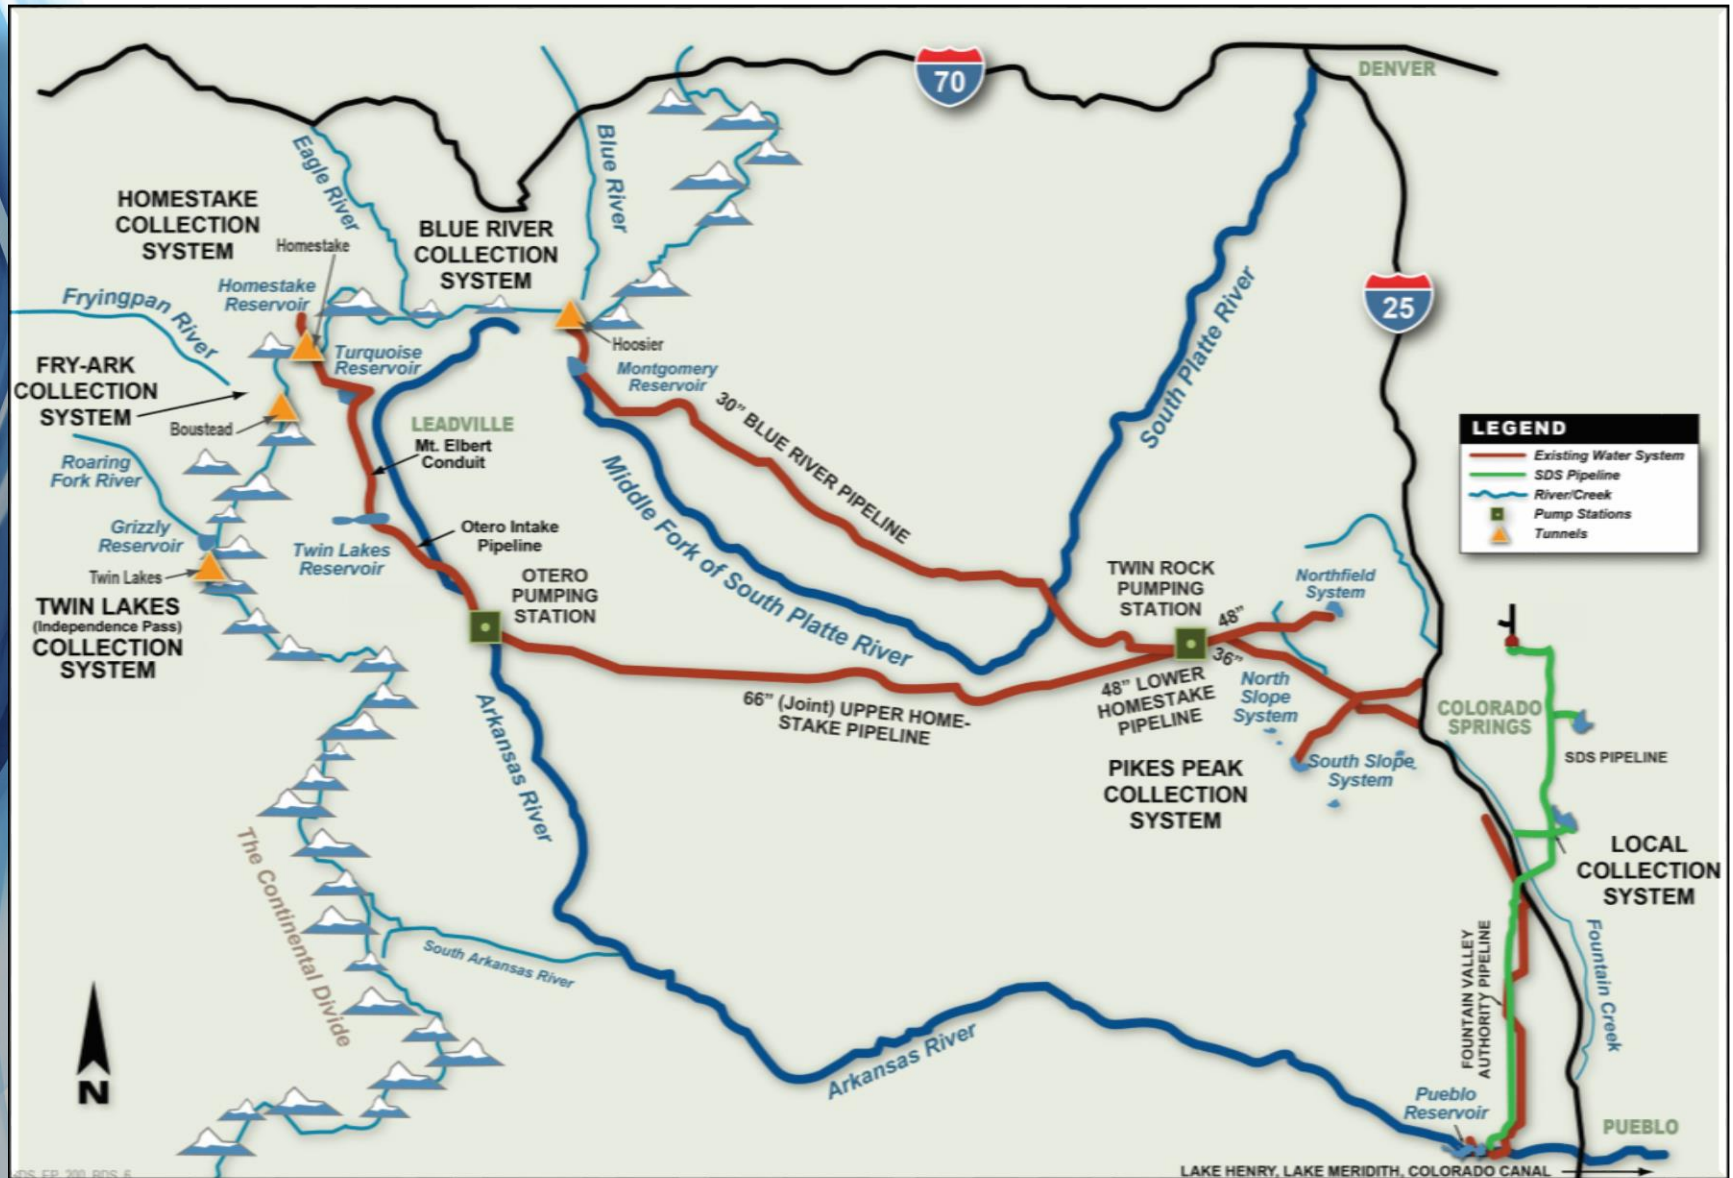 70
DENVER
Eagle River
Blue River
HOMESTAKE
COLLECTION
SYSTEM
Homestake
BLUE RIVER
COLLECTION
SYSTEM
Homestake
Reservoir
Fryingpan River
25
South Platte River
Hoosier
Turquoise
Reservoir
Montgomery
Reservoir
FRY-ARK
COLLECTION
SYSTEM
Boustead
LEADVILLE
Mt. Elbert
Conduit
30" BLUE RIVER PIPELINE
Middle Fork of South Platte River
LEGEND
Existing Water System
SDS Pipeline
River/Creek
Pump Stations
Tunnels
Roaring
Fork River
Grizzly
Reservoir
Twin Lakes
Twin Lakes
Reservoir
Otero Intake
Pipeline
OTERO
PUMPING
STATION
TWIN LAKES
(Independence Pass)
COLLECTION
SYSTEM
TWIN ROCK
PUMPING
STATION
Northfield
System
48"
36"
North
Slope
System
48" LOWER
HOMESTAKE
PIPELINE
66" (Joint) UPPER HOME-
STAKE PIPELINE
Arkansas River
COLORADO
SPRINGS
SDS PIPELINE
South Slope
System
PIKES PEAK
COLLECTION
SYSTEM
LOCAL
COLLECTION
SYSTEM
The Continental Divide
South Arkansas River
FOUNTAIN VALLEY
AUTHORITY PIPELINE
Fountain Creek
N
Arkansas River
Pueblo
Reservoir
PUEBLO
LAKE HENRY, LAKE MERIDITH, COLORADO CANAL